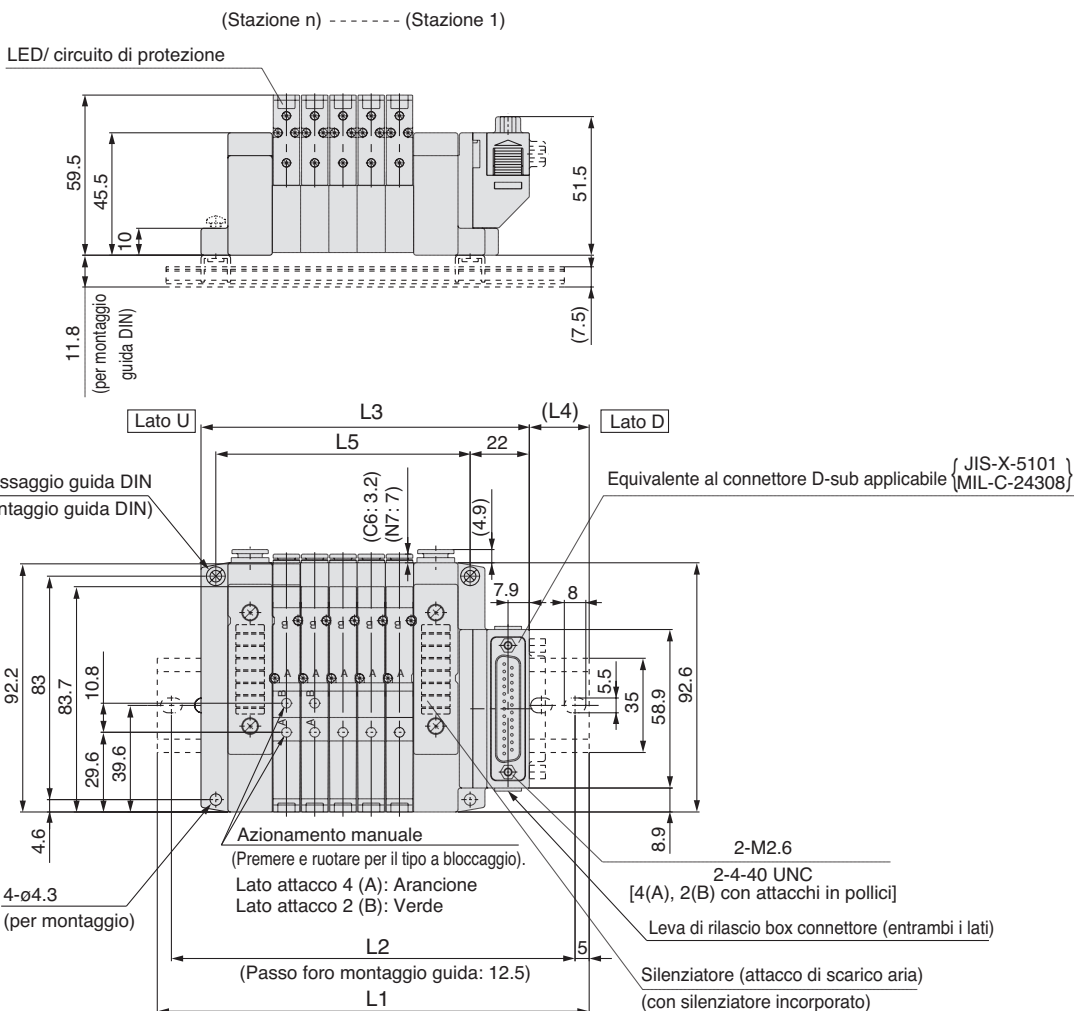 (Stazione n) ------- (Stazione 1)
LED/ circuito di protezione
59.5
45.5
10
51.5
11.8
(per montaggio
guida DIN)
(7.5)
Lato U
L3
(L4)
Lato D
L5
22
ssaggio guida DIN
ntaggio guida DIN)
(C6: 3.2)
(N7: 7)
(4.9)
Equivalente al connettore D-sub applicabile {JIS-X-5101
MIL-C-24308}
7.9
8
92.2
83
83.7
10.8
29.6
39.6
4.6
B B B B B
A A A A A
B B
A A
5.5
35
58.9
92.6
8.9
Azionamento manuale
(Premere e ruotare per il tipo a bloccaggio).
Lato attacco 4 (A): Arancione
Lato attacco 2 (B): Verde
4-ø4.3
(per montaggio)
2-M2.6
2-4-40 UNC
[4(A), 2(B) con attacchi in pollici]
Leva di rilascio box connettore (entrambi i lati)
L2
5
(Passo foro montaggio guida: 12.5)
Silenziatore (attacco di scarico aria)
(con silenziatore incorporato)
L1